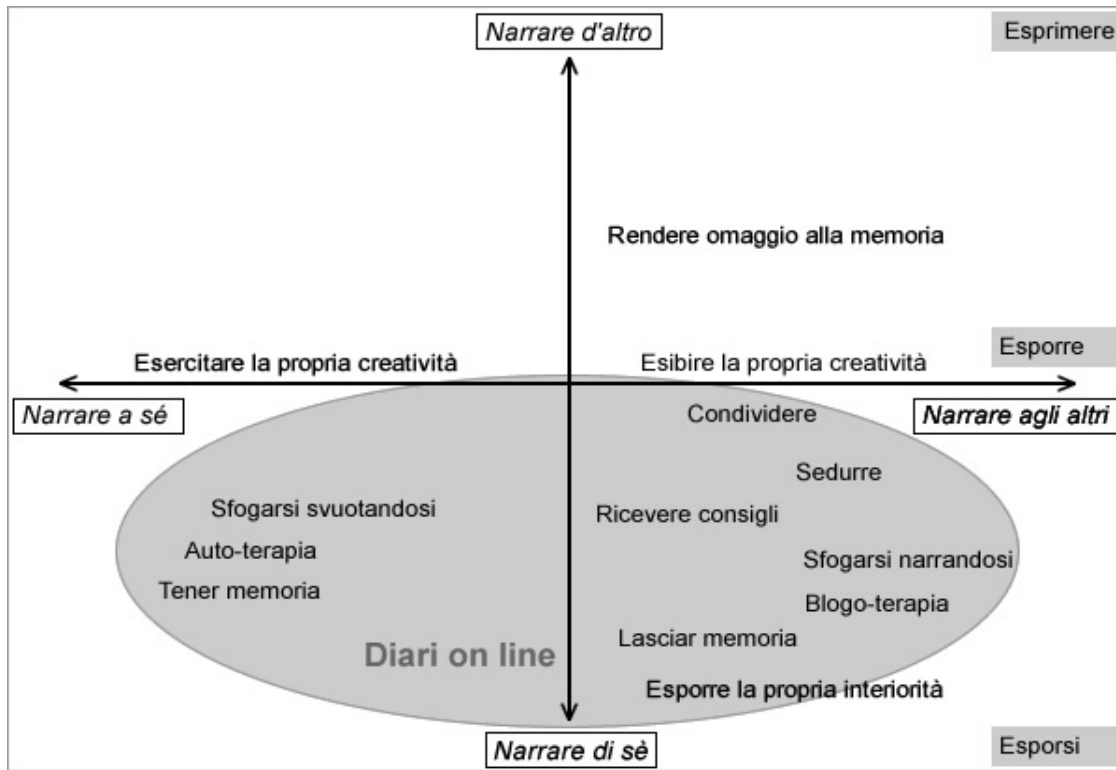 Narrare d'altro
Esprimere
Rendere omaggio alla memoria
Esporre
Esercitare la propria creatività
Esibire la propria creatività
Narrare a sé
Condividere
Narrare agli altri
Sedurre
Sfogarsi svuotandosi
Ricevere consigli
Auto-terapia
Sfogarsi narrandosi
Tener memoria
Blogo-terapia
Lasciar memoria
Diari on line
Esporre la propria interiorità
Narrare di sè
Esporsi